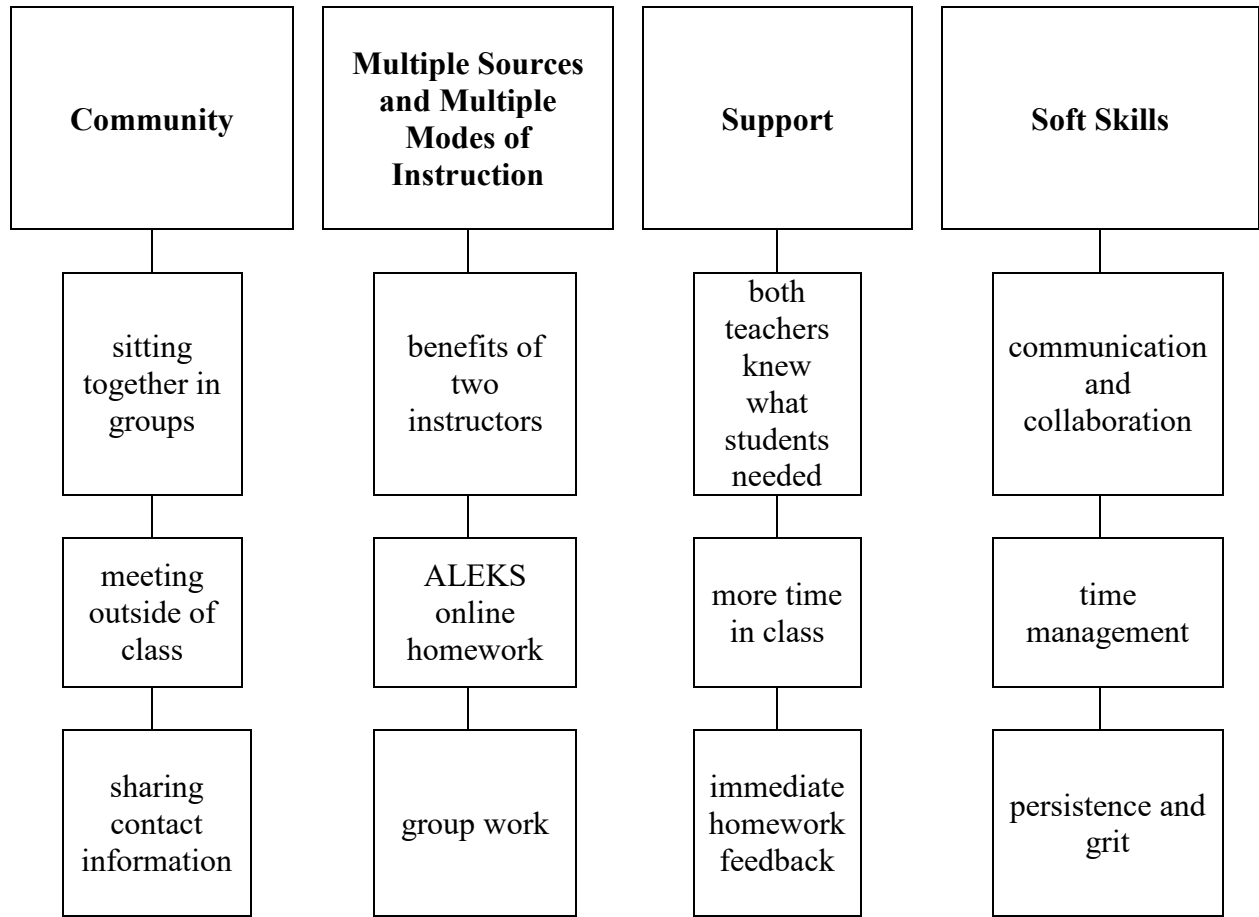 Community
Multiple Sources
and Multiple
Modes of
Instruction
Support
Soft Skills
sitting
together in
groups
benefits of
two
instructors
both
teachers
knew
what
students
needed
communication
and
collaboration
meeting
outside of
class
ALEKS
online
homework
more time
in class
time
management
sharing
contact
information
group work
immediate
homework
feedback
persistence and
grit